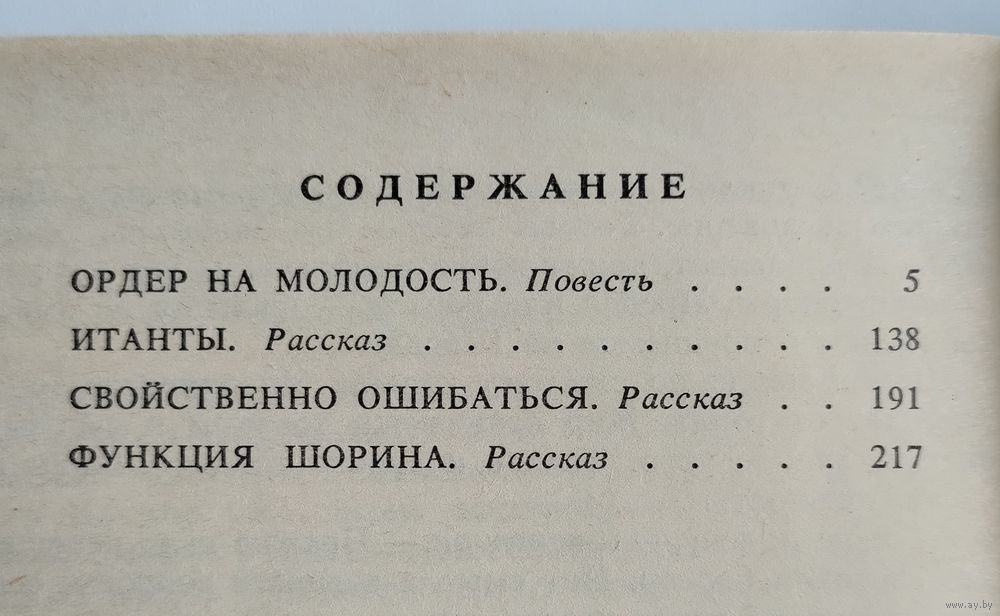 СОДЕРЖАНИЕ
ОРДЕР НА МОЛОДОСТЬ. Повесть . . . . 5
ИТАНТЫ. Рассказ . . . . . . . . . . 138
СВОЙСТВЕННО ОШИБАТЬСЯ. Рассказ . . 191
ФУНКЦИЯ ШОРИНА. Рассказ . . . . . 217
www.ay.by